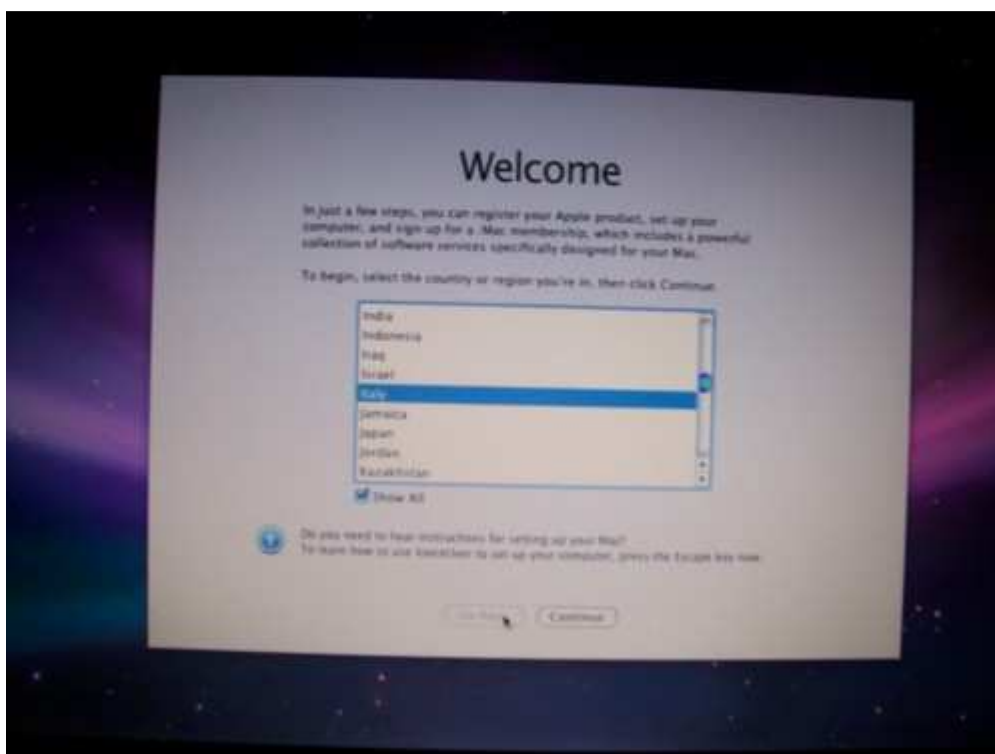 Welcome
In just a few steps, you can register your Apple product, set up your
computer, and sign up for a .Mac membership, which includes a powerful
collection of software services specifically designed for your Mac.
To begin, select the country or region you're in, then click Continue.
India
Indonesia
Iraq
Israel
Italy
Jamaica
Japan
Jordan
Kazakhstan
Show All
Do you need to hear instructions for setting up your Mac?
To learn how to use VoiceOver to set up your computer, press the Escape key now.
Go Back
Continue